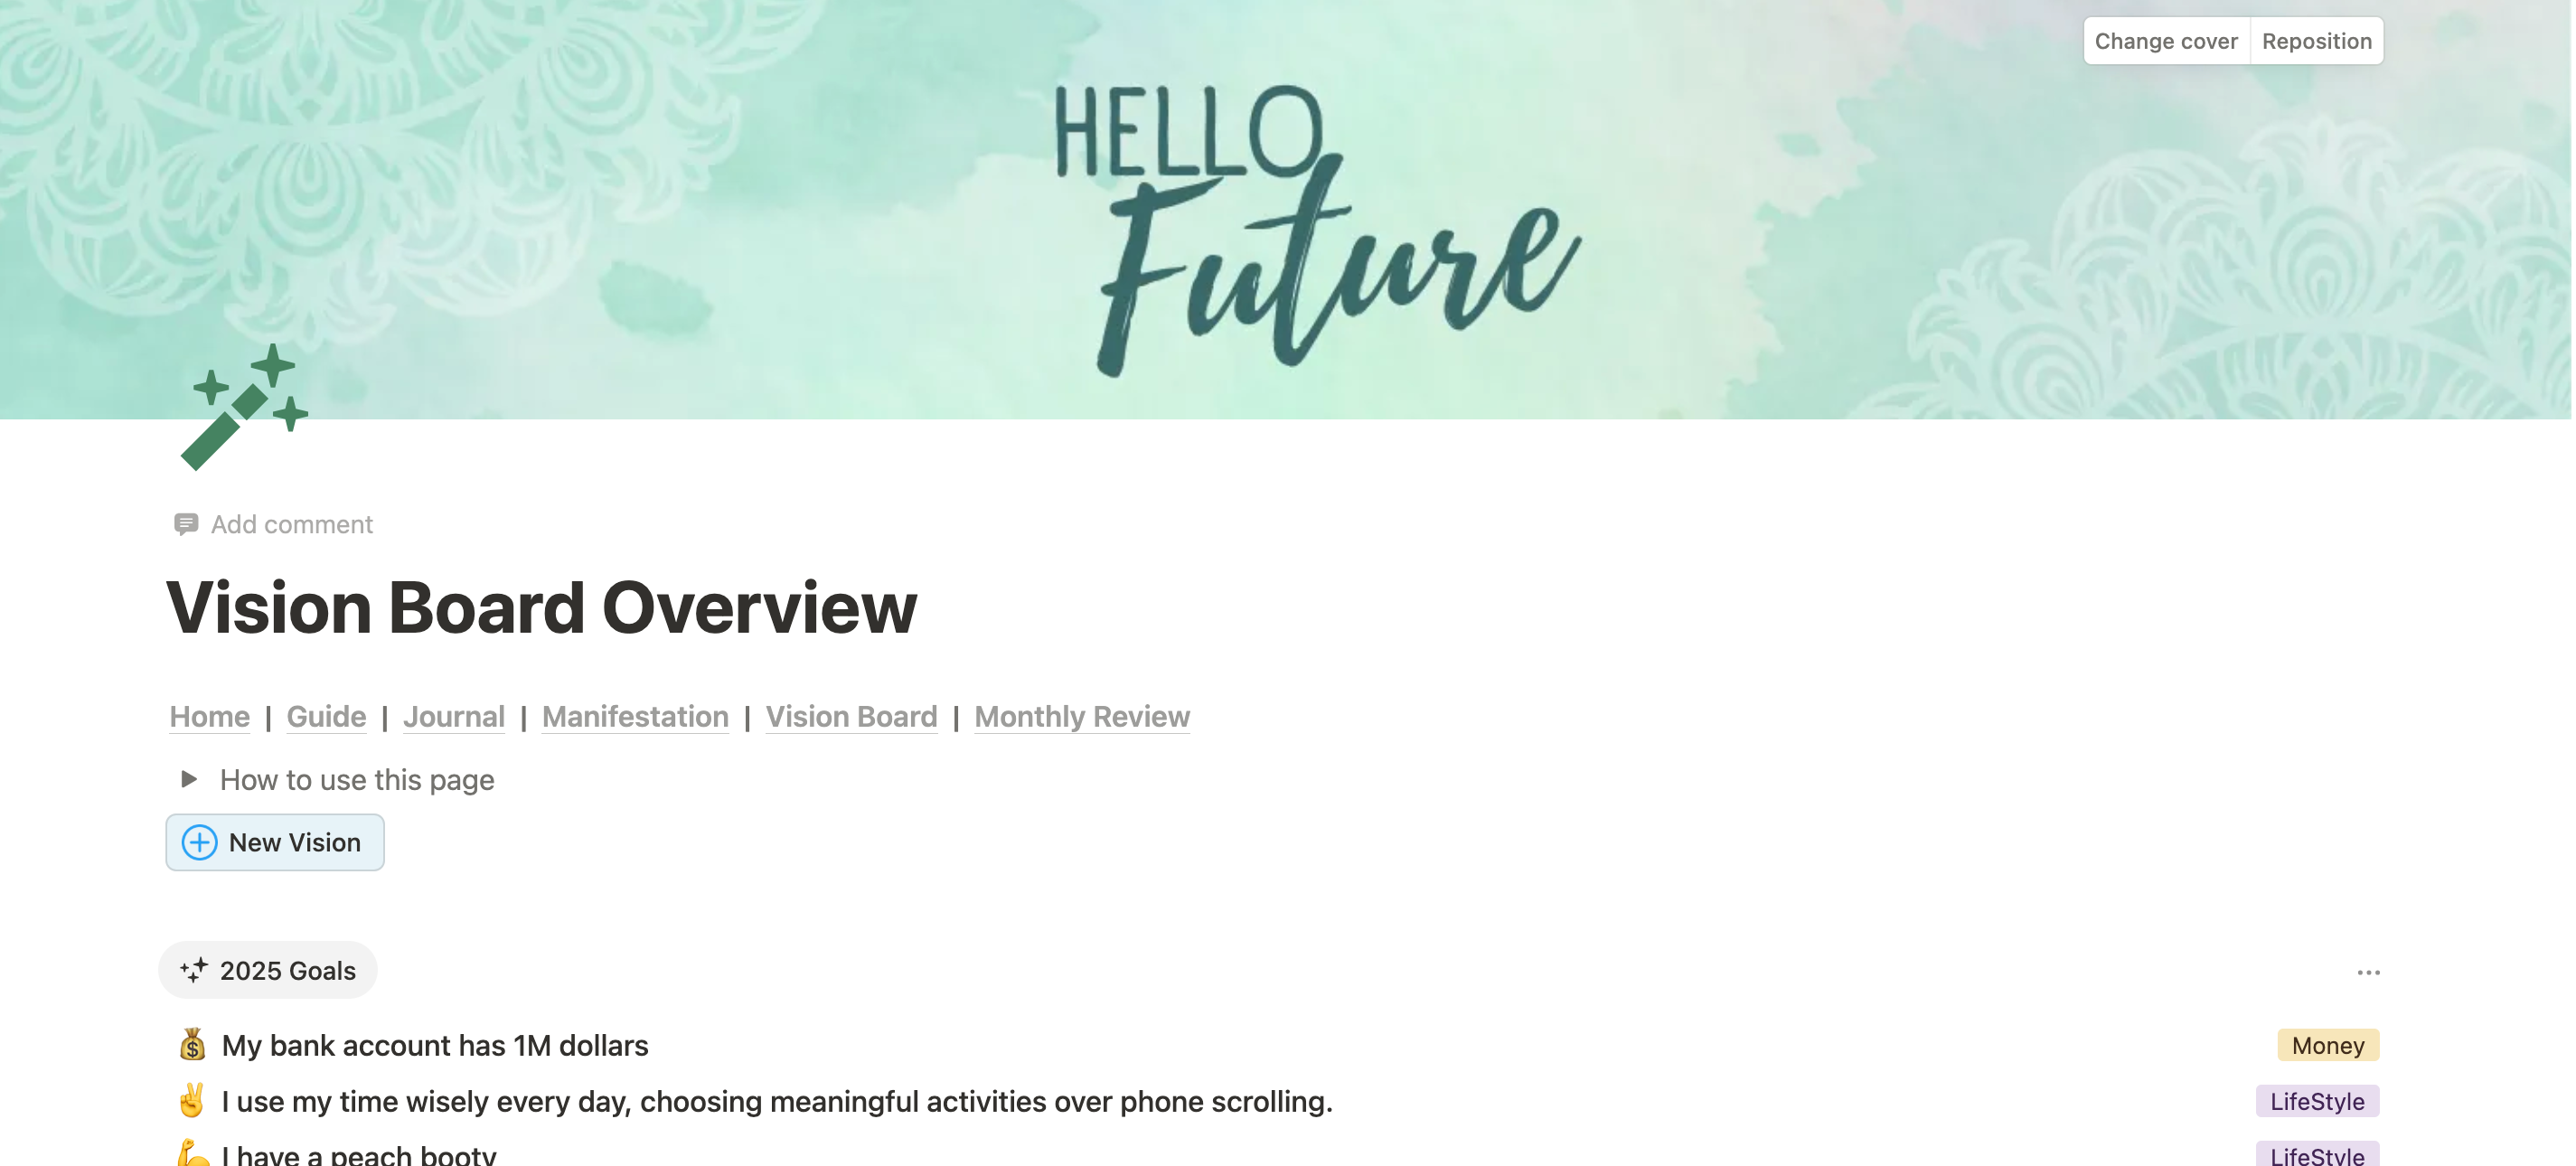 Change cover Reposition
HELLO
Future
Add comment
Vision Board Overview
Home | Guide | Journal | Manifestation | Vision Board | Monthly Review
How to use this page
New Vision
2025 Goals
My bank account has 1M dollars Money
I use my time wisely every day, choosing meaningful activities over phone scrolling. LifeStyle
I have a peach booty LifeStyle